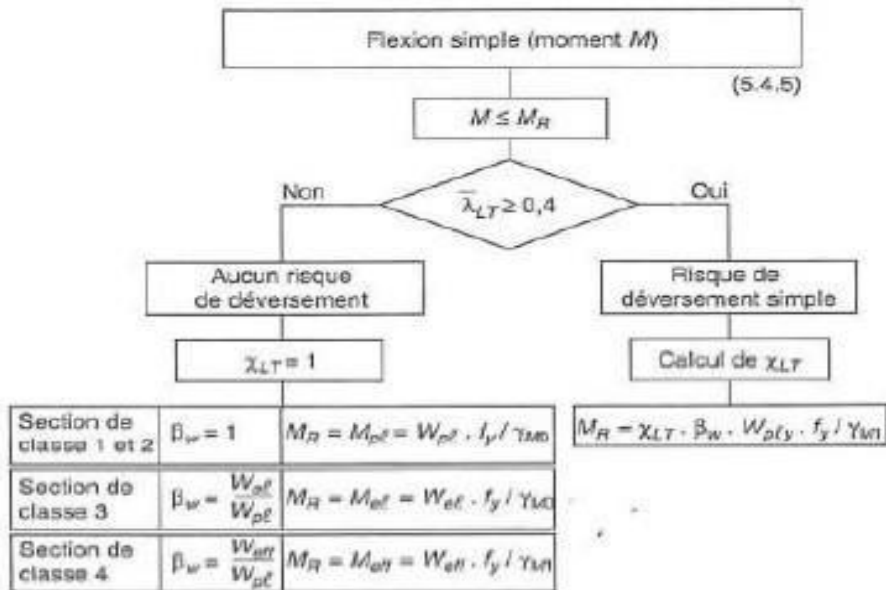 Flexion simple (moment M)
(5.4.5)
M ≤ M_R
Non
λ̄_LT ≥ 0,4
Oui
Aucun risque
de déversement
Risque de
déversement simple
χ_LT = 1
Calcul de χ_LT
Section de
classe 1 et 2
β_w = 1
M_R = M_pℓ = W_pℓ . f_y / γ_M0
M_R = χ_LT . β_w . W_pℓy . f_y / γ_M1
Section de
classe 3
β_w = W_eℓ / W_pℓ
M_R = M_eℓ = W_eℓ . f_y / γ_M0
Section de
classe 4
β_w = W_eff / W_pℓ
M_R = M_eff = W_eff . f_y / γ_M1